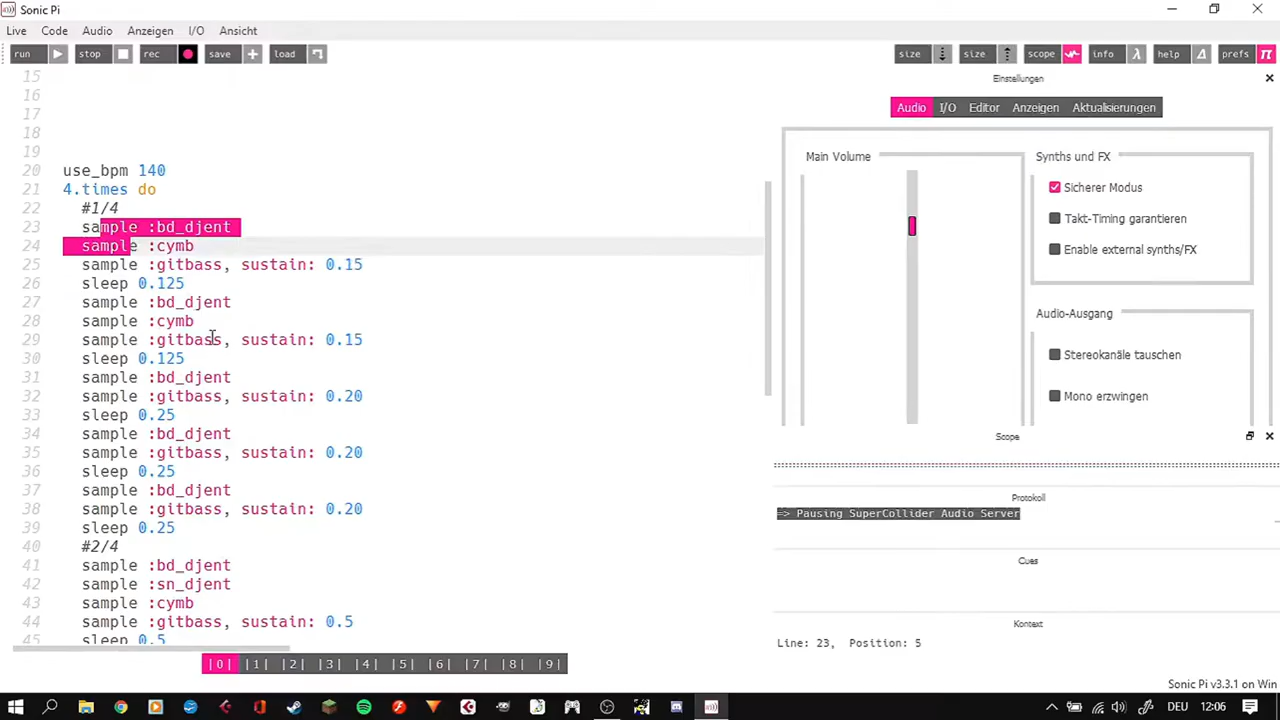 Sonic Pi
Live Code Audio Anzeigen I/O Ansicht
run stop rec save load size size scope info help prefs
15
16
17
18
19
20 use_bpm 140
21 4.times do
22 #1/4
23 sample :bd_djent
24 sample :cymb
25 sample :gitbass, sustain: 0.15
26 sleep 0.125
27 sample :bd_djent
28 sample :cymb
29 sample :gitbass, sustain: 0.15
30 sleep 0.125
31 sample :bd_djent
32 sample :gitbass, sustain: 0.20
33 sleep 0.25
34 sample :bd_djent
35 sample :gitbass, sustain: 0.20
36 sleep 0.25
37 sample :bd_djent
38 sample :gitbass, sustain: 0.20
39 sleep 0.25
40 #2/4
41 sample :bd_djent
42 sample :sn_djent
43 sample :cymb
44 sample :gitbass, sustain: 0.5
45 sleep 0.5
|0| |1| |2| |3| |4| |5| |6| |7| |8| |9|
Einstellungen
Audio I/O Editor Anzeigen Aktualisierungen
Main Volume
Synths und FX
Sicherer Modus
Takt-Timing garantieren
Enable external synths/FX
Audio-Ausgang
Stereokanäle tauschen
Mono erzwingen
Scope
Protokoll
=> Pausing SuperCollider Audio Server
Cues
Kontext
Line: 23, Position: 5
Sonic Pi v3.3.1 on Win
DEU 12:06